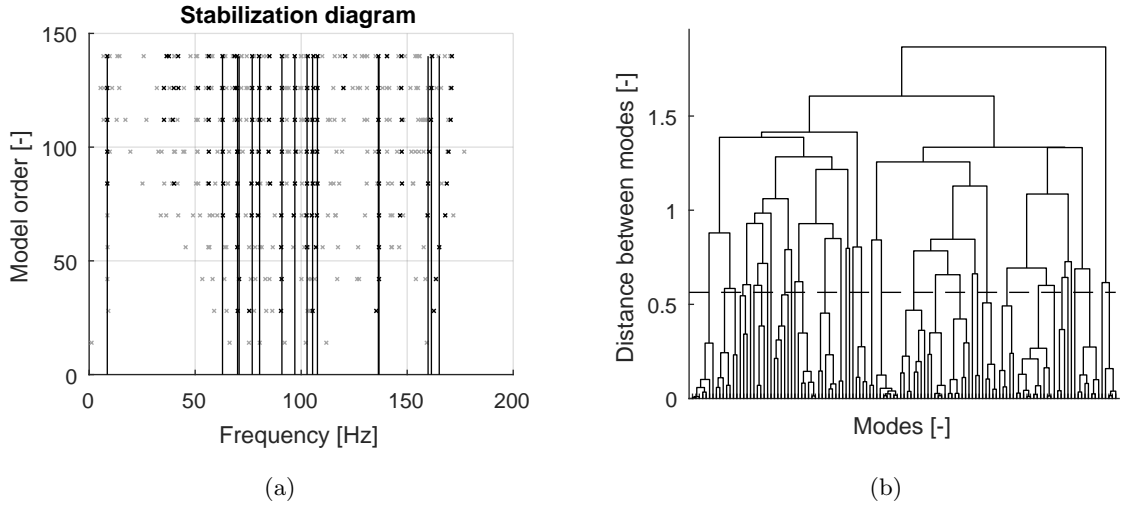 Stabilization diagram
150
100
50
0
Model order [-]
0 50 100 150 200
Frequency [Hz]
(a)
1.5
1
0.5
0
Distance between modes [-]
Modes [-]
(b)